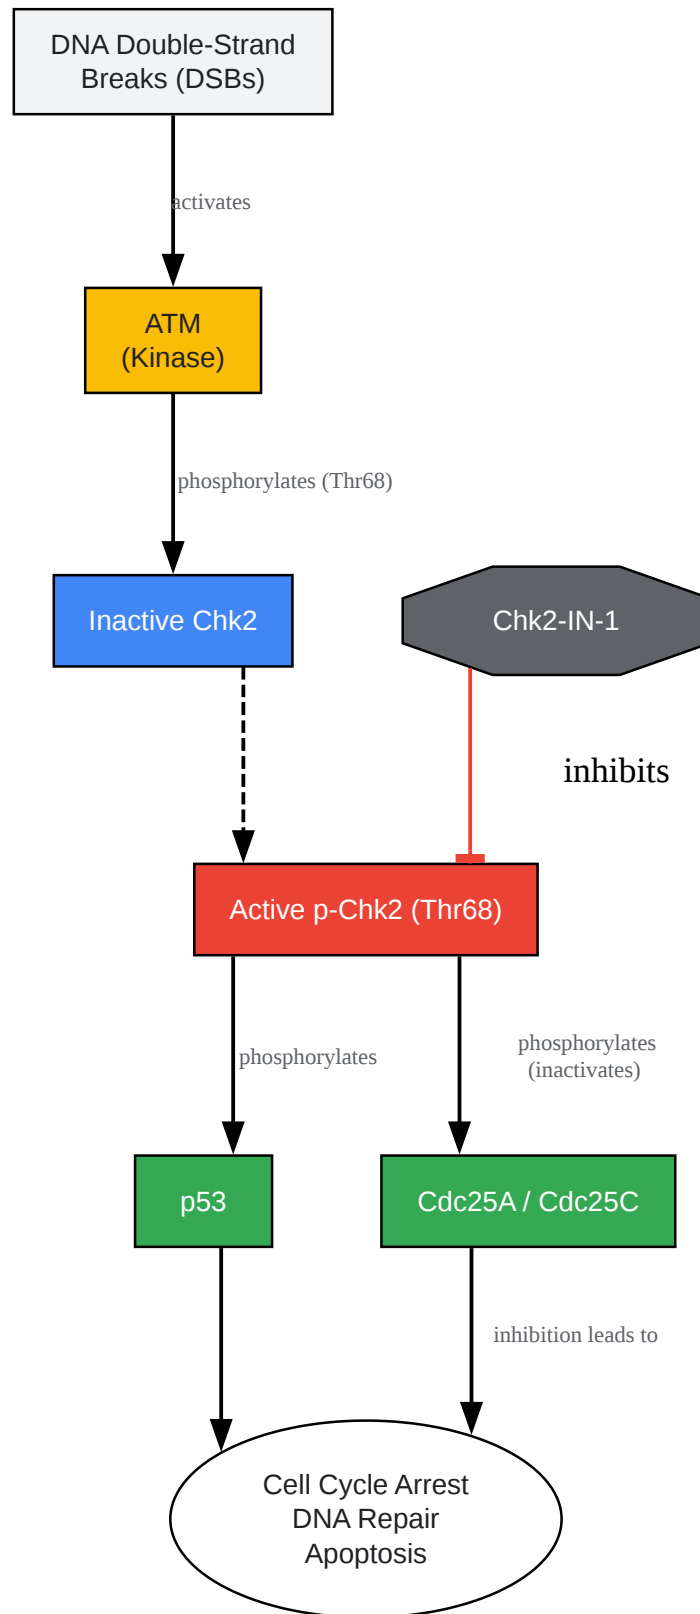 DNA Double-Strand
Breaks (DSBs)
activates
ATM
(Kinase)
phosphorylates (Thr68)
Inactive Chk2
Chk2-IN-1
inhibits
Active p-Chk2 (Thr68)
phosphorylates
phosphorylates
(inactivates)
p53
Cdc25A / Cdc25C
inhibition leads to
Cell Cycle Arrest
DNA Repair
Apoptosis